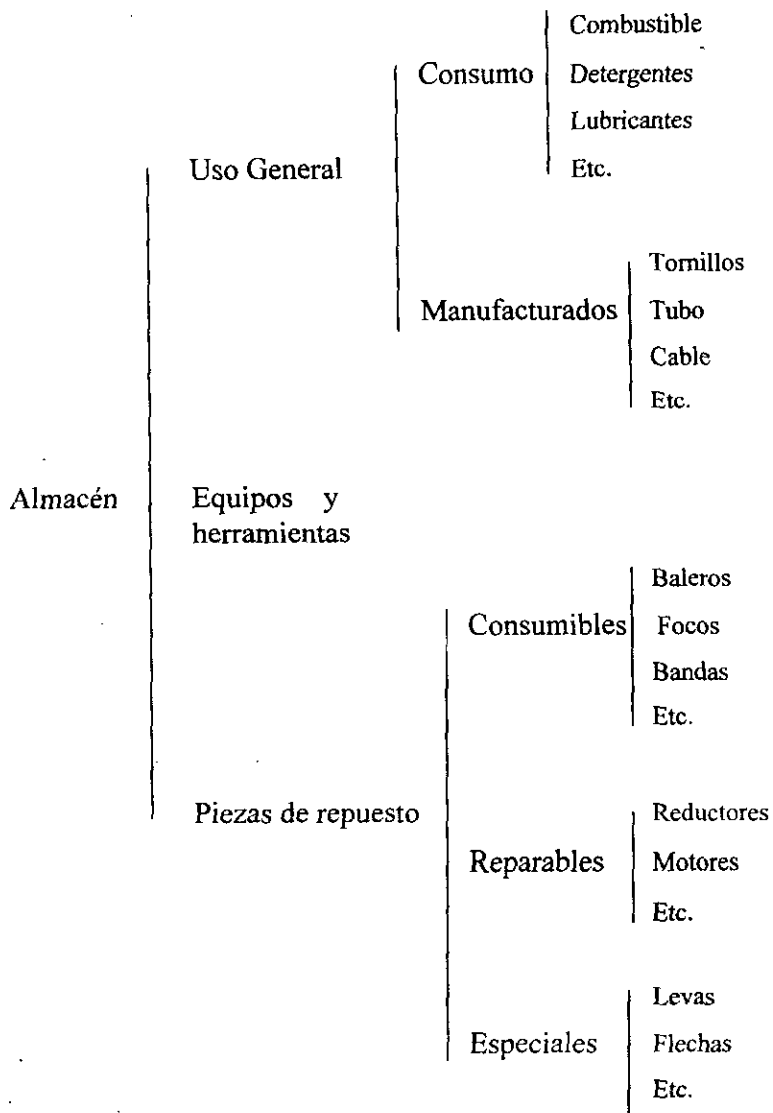 Combustible
Consumo
Detergentes
Lubricantes
Uso General
Etc.
Tornillos
Manufacturados
Tubo
Cable
Etc.
Almacén
Equipos y
herramientas
Baleros
Consumibles
Focos
Bandas
Etc.
Piezas de repuesto
Reductores
Reparables
Motores
Etc.
Levas
Especiales
Flechas
Etc.